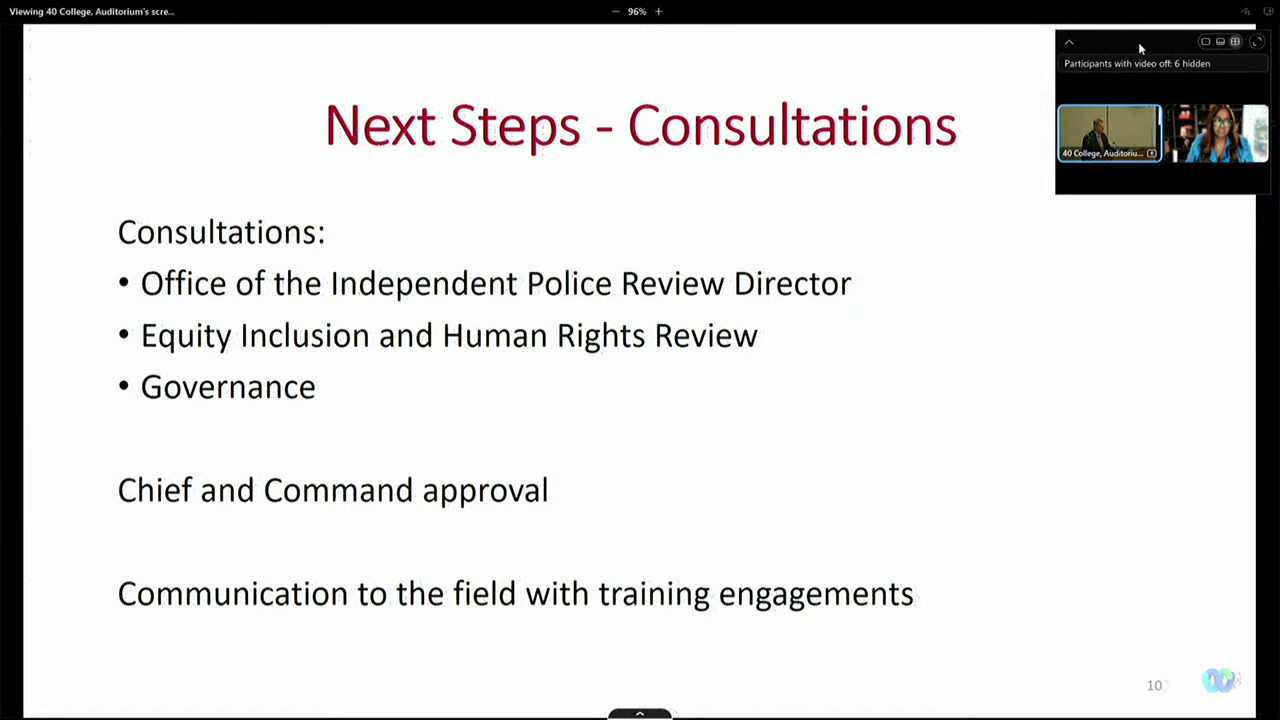 Viewing 40 College, Auditorium's scre...
96%
Participants with video off: 6 hidden
40 College, Auditoriu...
Next Steps - Consultations
Consultations:
• Office of the Independent Police Review Director
• Equity Inclusion and Human Rights Review
• Governance
Chief and Command approval
Communication to the field with training engagements
10